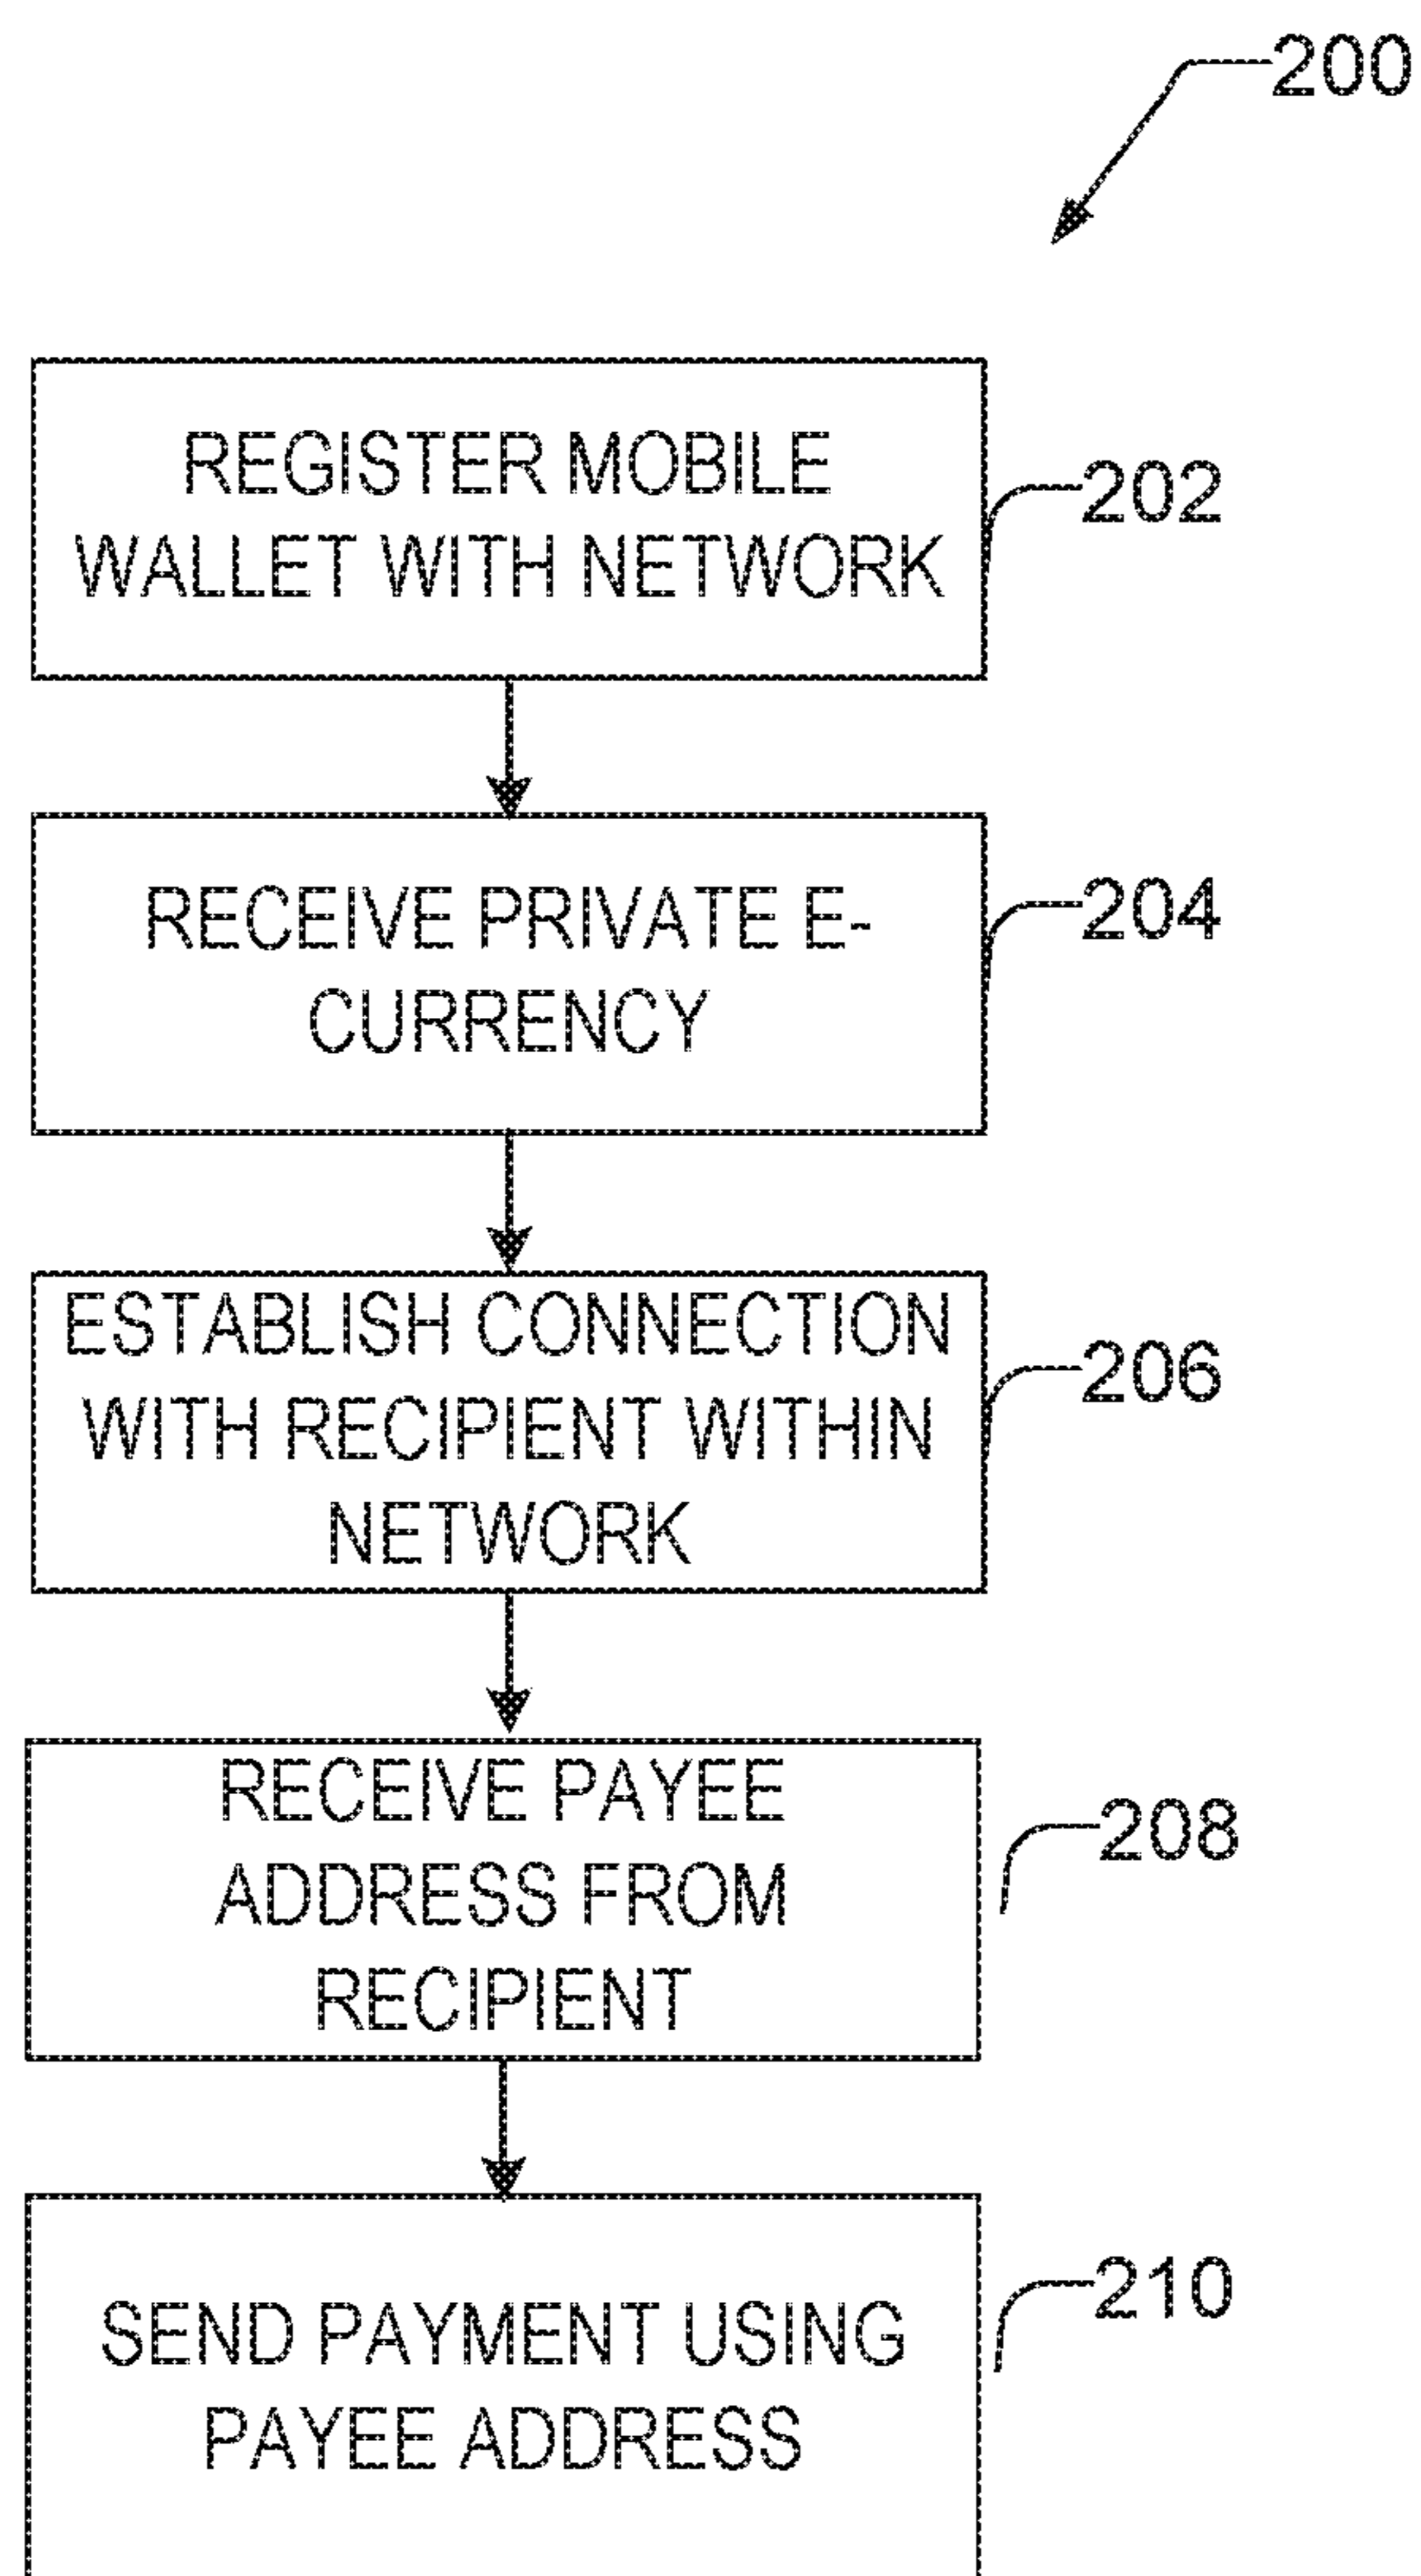 200
REGISTER MOBILE
WALLET WITH NETWORK
202
RECEIVE PRIVATE E-
CURRENCY
204
ESTABLISH CONNECTION
WITH RECIPIENT WITHIN
NETWORK
206
RECEIVE PAYEE
ADDRESS FROM
RECIPIENT
208
SEND PAYMENT USING
PAYEE ADDRESS
210